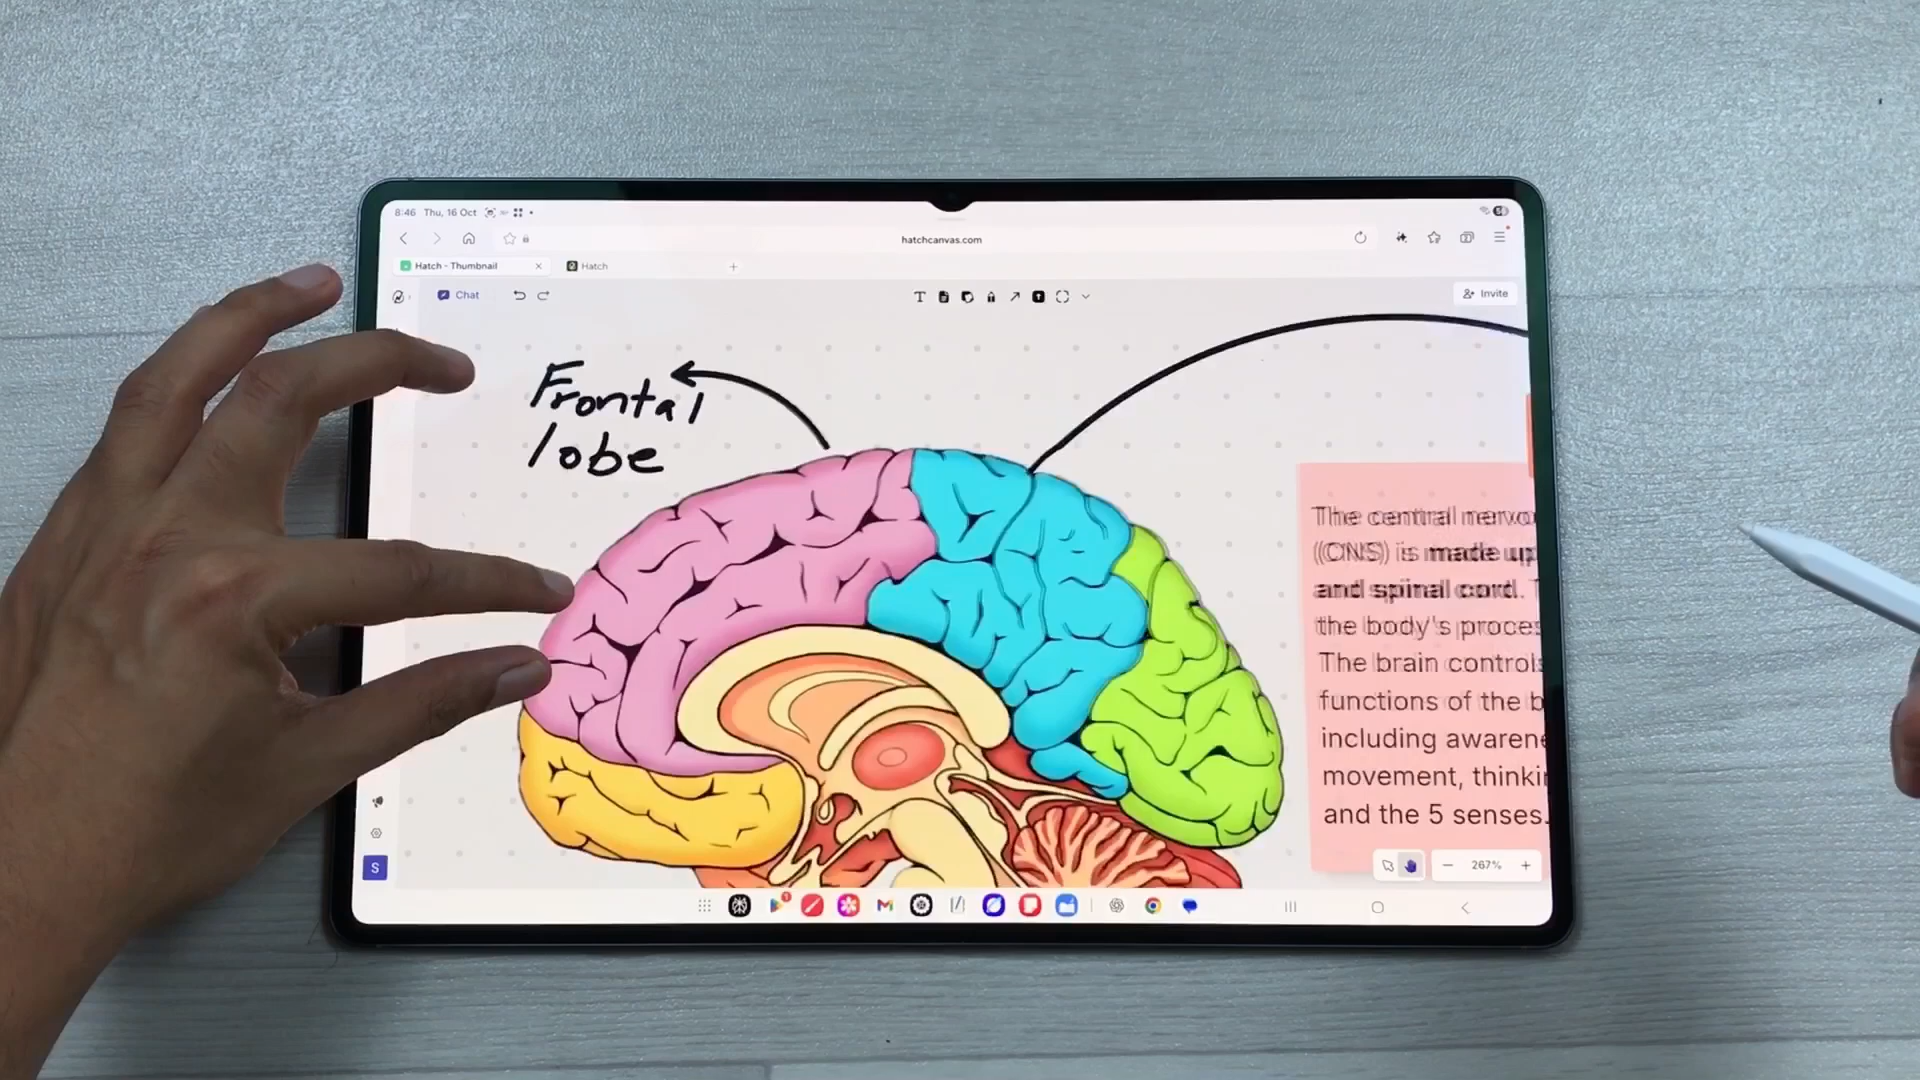 8:46 Thu, 16 Oct
hatchcanvas.com
Hatch - Thumbnail
Hatch
Chat
Invite
Frontal
lobe
The central nervo
(CNS) is made up
and spinal cord.
the body's proces
The brain controls
functions of the b
including awarene
movement, thinkin
and the 5 senses.
S
267%